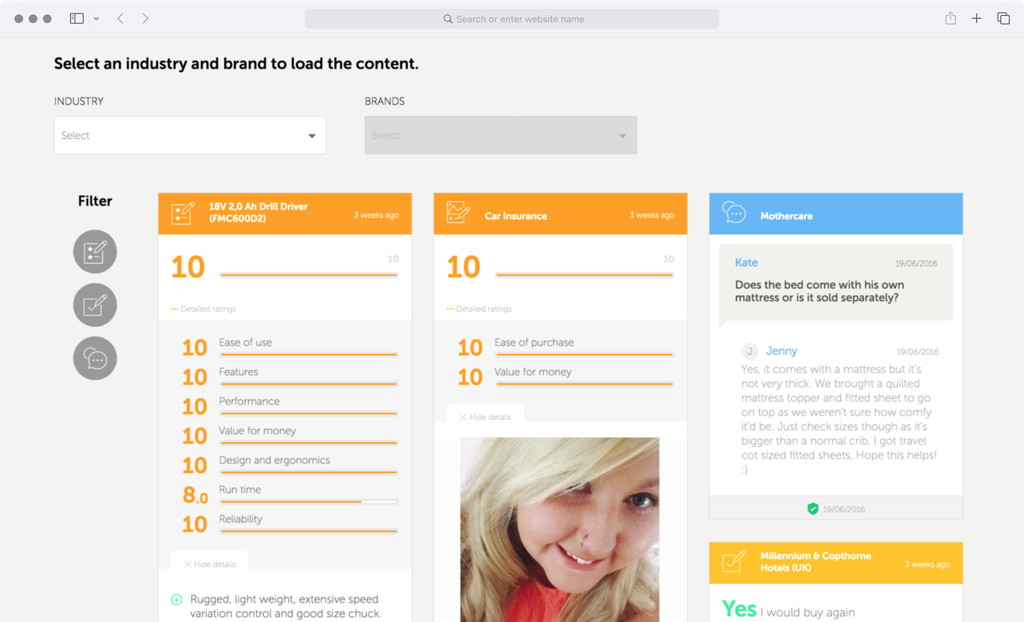 Search or enter website name
Select an industry and brand to load the content.
INDUSTRY
BRANDS
Select
Select
Filter
18V 2,0 Ah Drill Driver
(FMC600D2)
3 weeks ago
10
10
Detailed ratings
10 Ease of use
10 Features
10 Performance
10 Value for money
10 Design and ergonomics
8.0 Run time
10 Reliability
Hide details
Rugged, light weight, extensive speed
variation control and good size chuck.
Car Insurance
3 weeks ago
10
10
Detailed ratings
10 Ease of purchase
10 Value for money
Hide details
Mothercare
Kate
19/06/2016
Does the bed come with his own
mattress or is it sold separately?
J Jenny
19/06/2016
Yes, it comes with a mattress but it's
not very thick. We brought a quilted
mattress topper and fitted sheet to go
on top as we weren't sure how comfy
it'd be. Just check sizes though as it's
bigger than a normal crib. I got travel
cot sized fitted sheets. Hope this helps!
:)
19/06/2016
Millennium & Copthorne
Hotels (UK)
3 weeks ago
Yes I would buy again